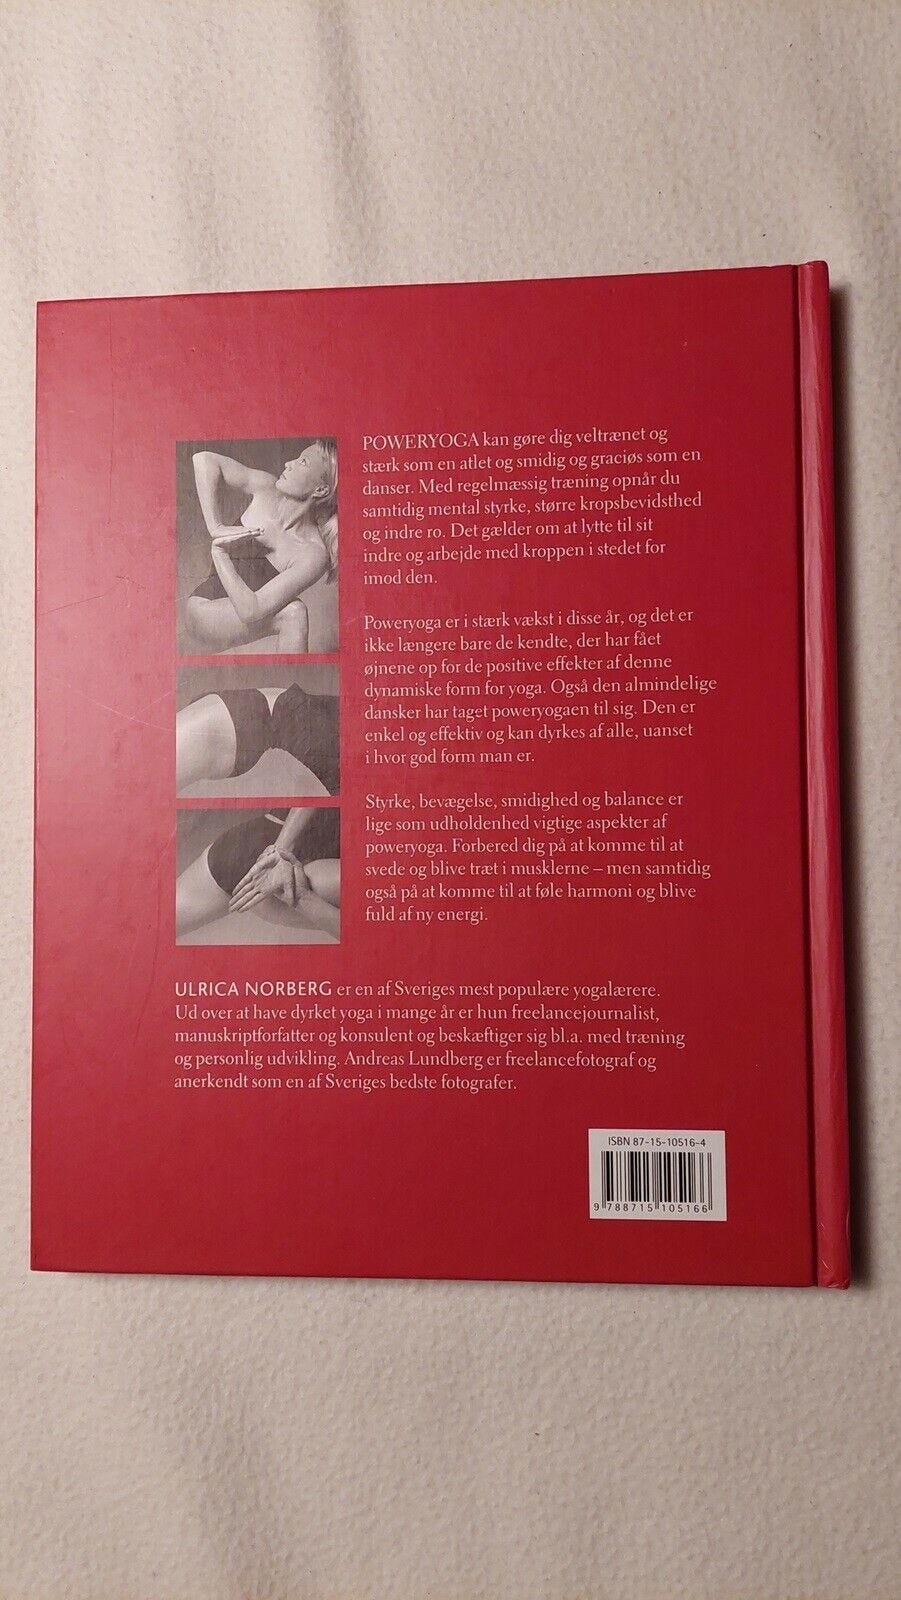 POWERYOGA kan gøre dig veltrænet og
stærk som en atlet og smidig og graciøs som en
danser. Med regelmæssig træning opnår du
samtidig mental styrke, større kropsbevidsthed
og indre ro. Det gælder om at lytte til sit
indre og arbejde med kroppen i stedet for
imod den.
Poweryoga er i stærk vækst i disse år, og det er
ikke længere bare de kendte, der har fået
øjnene op for de positive effekter af denne
dynamiske form for yoga. Også den almindelige
dansker har taget poweryogaen til sig. Den er
enkel og effektiv og kan dyrkes af alle, uanset
i hvor god form man er.
Styrke, bevægelse, smidighed og balance er
lige som udholdenhed vigtige aspekter af
poweryoga. Forbered dig på at komme til at
svede og blive træt i musklerne – men samtidig
også på at komme til at føle harmoni og blive
fuld af ny energi.
ULRICA NORBERG er en af Sveriges mest populære yogalærere.
Ud over at have dyrket yoga i mange år er hun freelancejournalist,
manuskriptforfatter og konsulent og beskæftiger sig bl.a. med træning
og personlig udvikling. Andreas Lundberg er freelancefotograf og
anerkendt som en af Sveriges bedste fotografer.
ISBN 87-15-10516-4
9 788715 105166